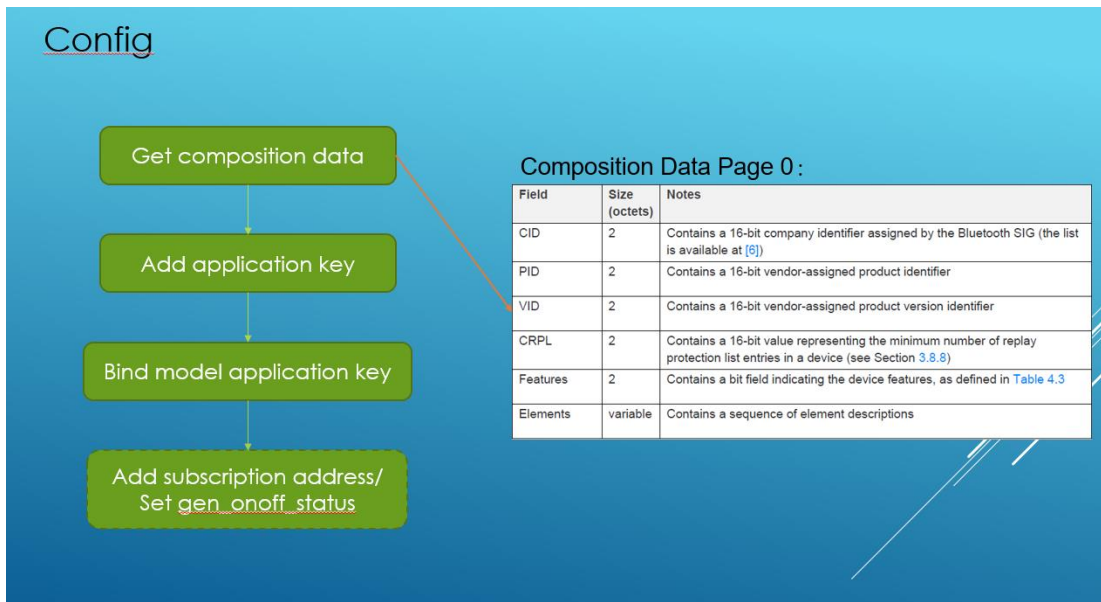 Config
Get composition data
Add application key
Bind model application key
Add subscription address/
Set gen_onoff_status
Composition Data Page 0：
Field Size Notes
(octets)
CID 2 Contains a 16-bit company identifier assigned by the Bluetooth SIG (the list
is available at [6])
PID 2 Contains a 16-bit vendor-assigned product identifier
VID 2 Contains a 16-bit vendor-assigned product version identifier
CRPL 2 Contains a 16-bit value representing the minimum number of replay
protection list entries in a device (see Section 3.8.8)
Features 2 Contains a bit field indicating the device features, as defined in Table 4.3
Elements variable Contains a sequence of element descriptions